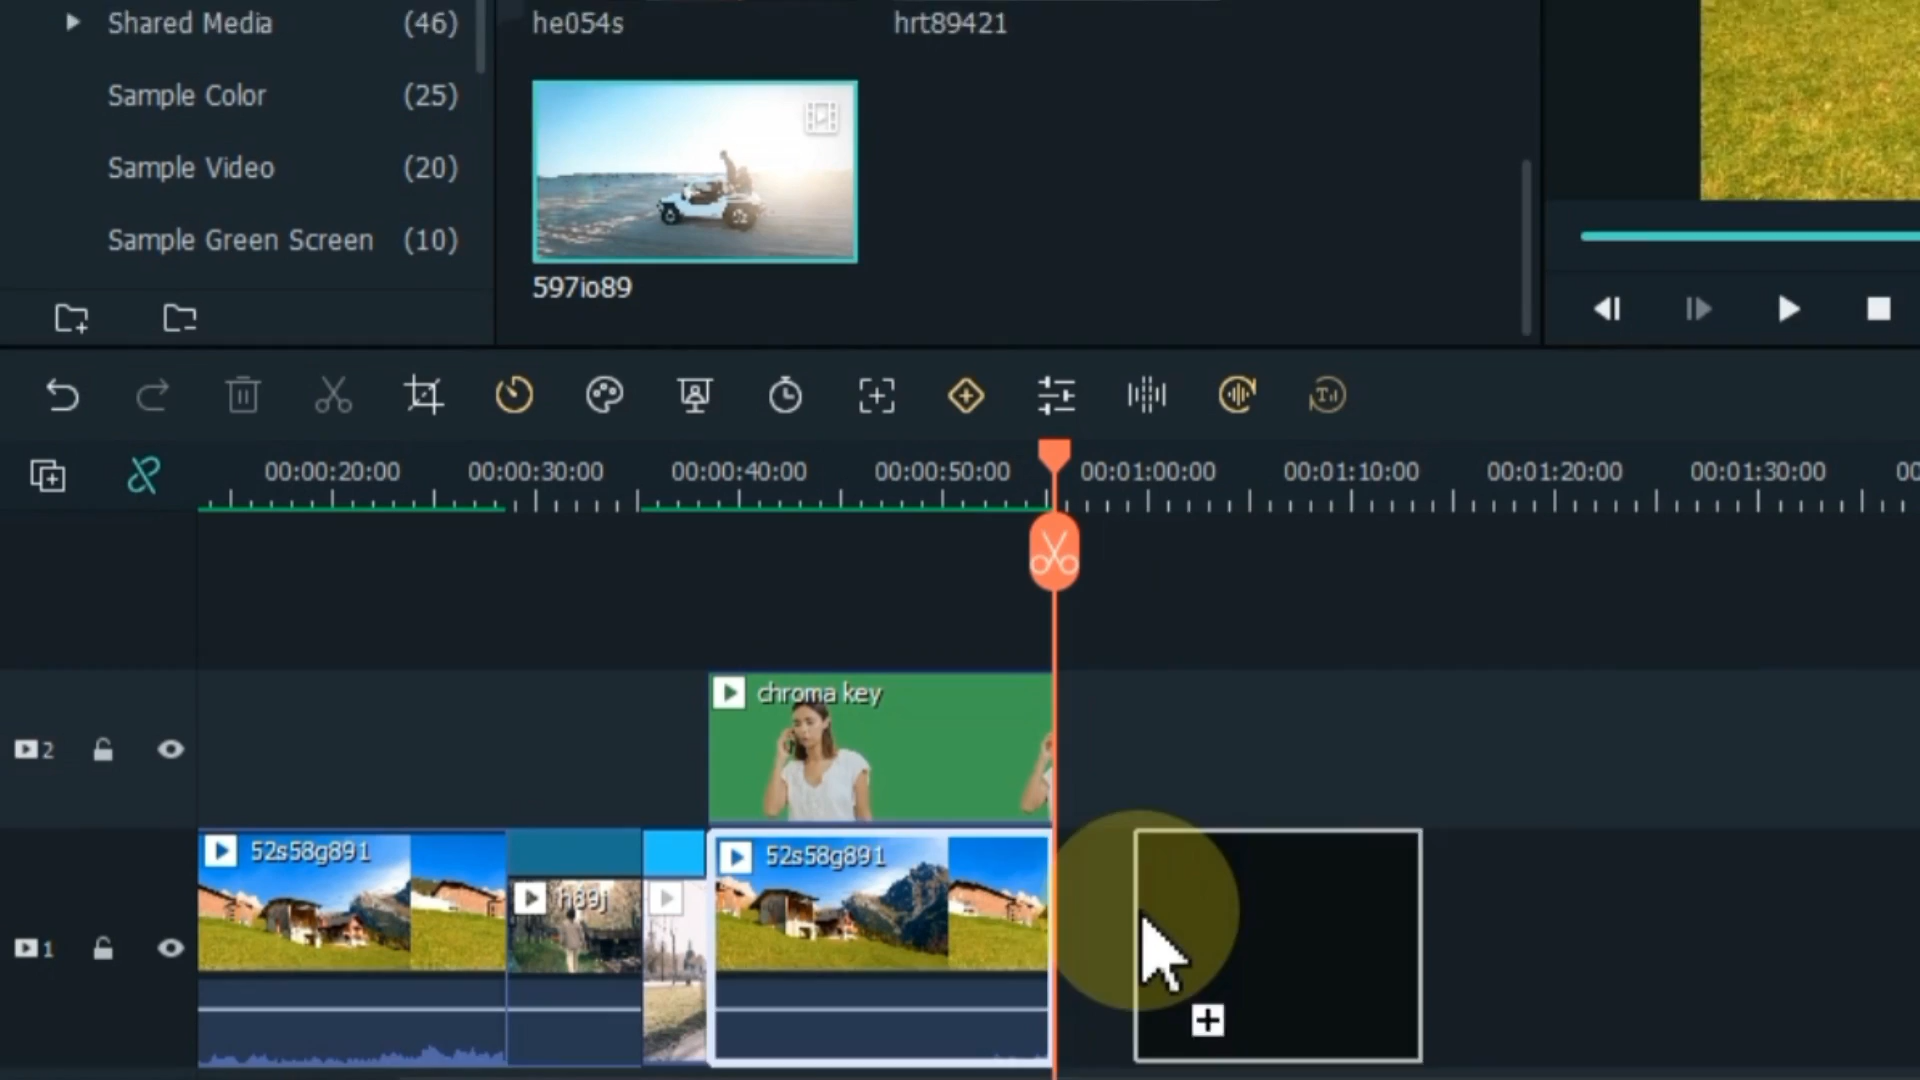 Shared Media (46)
he054s
hrt89421
Sample Color (25)
Sample Video (20)
Sample Green Screen (10)
597io89
00:00:20:00 00:00:30:00 00:00:40:00 00:00:50:00 00:01:00:00 00:01:10:00 00:01:20:00 00:01:30:00 00
chroma key
2
52s58g891
h89j
52s58g891
1